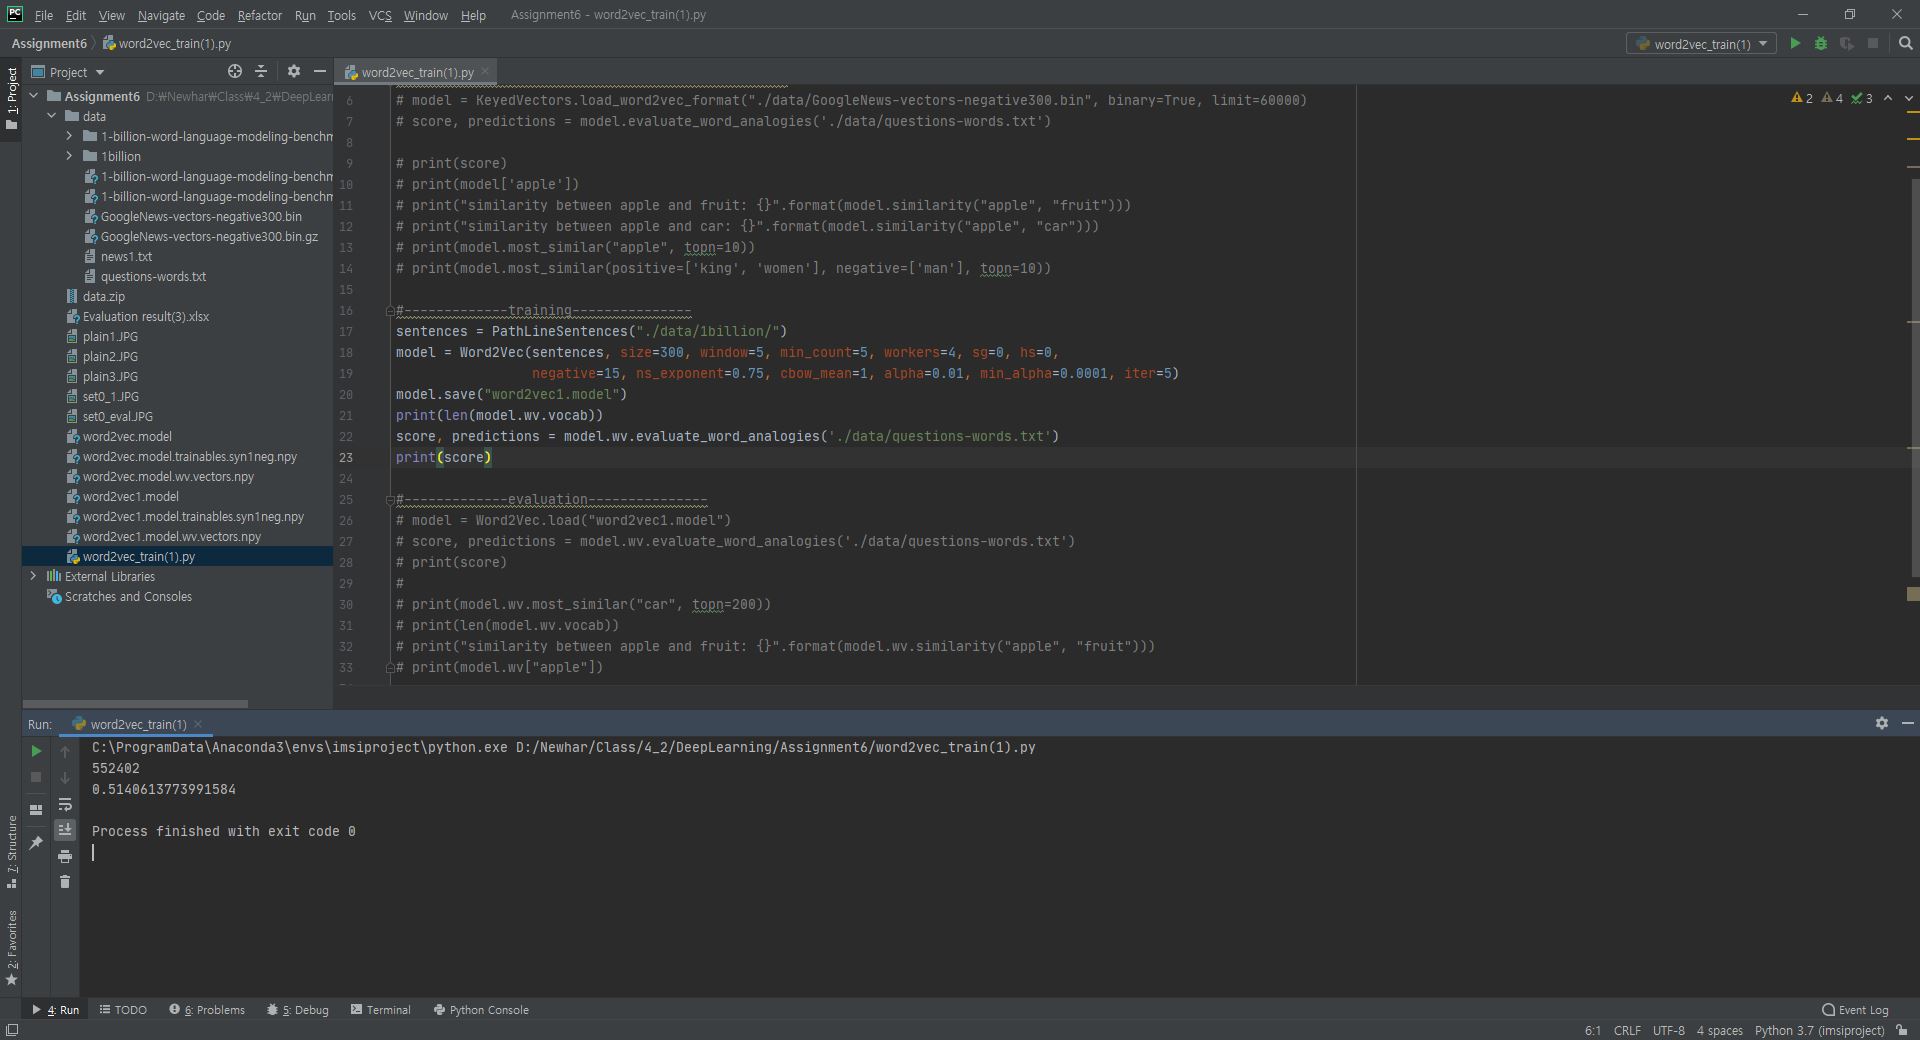 PC File Edit View Navigate Code Refactor Run Tools VCS Window Help Assignment6 - word2vec_train(1).py
Assignment6 word2vec_train(1).py word2vec_train(1)
1: Project
Project
word2vec_train(1).py
Assignment6 D:₩Newhar₩Class₩4_2₩DeepLear
data
1-billion-word-language-modeling-benchm
1billion
1-billion-word-language-modeling-benchm
1-billion-word-language-modeling-benchm
GoogleNews-vectors-negative300.bin
GoogleNews-vectors-negative300.bin.gz
news1.txt
questions-words.txt
data.zip
Evaluation result(3).xlsx
plain1.JPG
plain2.JPG
plain3.JPG
set0_1.JPG
set0_eval.JPG
word2vec.model
word2vec.model.trainables.syn1neg.npy
word2vec.model.wv.vectors.npy
word2vec1.model
word2vec1.model.trainables.syn1neg.npy
word2vec1.model.wv.vectors.npy
word2vec_train(1).py
External Libraries
Scratches and Consoles
2 4 3
6 # model = KeyedVectors.load_word2vec_format("./data/GoogleNews-vectors-negative300.bin", binary=True, limit=60000)
7 # score, predictions = model.evaluate_word_analogies('./data/questions-words.txt')
8
9 # print(score)
10 # print(model['apple'])
11 # print("similarity between apple and fruit: {}".format(model.similarity("apple", "fruit")))
12 # print("similarity between apple and car: {}".format(model.similarity("apple", "car")))
13 # print(model.most_similar("apple", topn=10))
14 # print(model.most_similar(positive=['king', 'women'], negative=['man'], topn=10))
15
16 #-------------training---------------
17 sentences = PathLineSentences("./data/1billion/")
18 model = Word2Vec(sentences, size=300, window=5, min_count=5, workers=4, sg=0, hs=0,
19 negative=15, ns_exponent=0.75, cbow_mean=1, alpha=0.01, min_alpha=0.0001, iter=5)
20 model.save("word2vec1.model")
21 print(len(model.wv.vocab))
22 score, predictions = model.wv.evaluate_word_analogies('./data/questions-words.txt')
23 print(score)
24
25 #-------------evaluation---------------
26 # model = Word2Vec.load("word2vec1.model")
27 # score, predictions = model.wv.evaluate_word_analogies('./data/questions-words.txt')
28 # print(score)
29 #
30 # print(model.wv.most_similar("car", topn=200))
31 # print(len(model.wv.vocab))
32 # print("similarity between apple and fruit: {}".format(model.wv.similarity("apple", "fruit")))
33 # print(model.wv["apple"])
Run: word2vec_train(1)
C:\ProgramData\Anaconda3\envs\imsiproject\python.exe D:/Newhar/Class/4_2/DeepLearning/Assignment6/word2vec_train(1).py
552402
0.5140613773991584
Process finished with exit code 0
7: Structure
2: Favorites
4: Run TODO 6: Problems 5: Debug Terminal Python Console Event Log
6:1 CRLF UTF-8 4 spaces Python 3.7 (imsiproject)